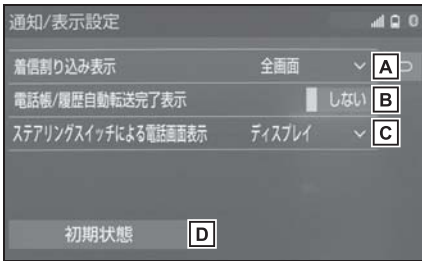 通知/表示設定
着信割り込み表示 全画面 A
電話帳/履歴自動転送完了表示 しない B
ステアリングスイッチによる電話画面表示 ディスプレイ C
初期状態 D